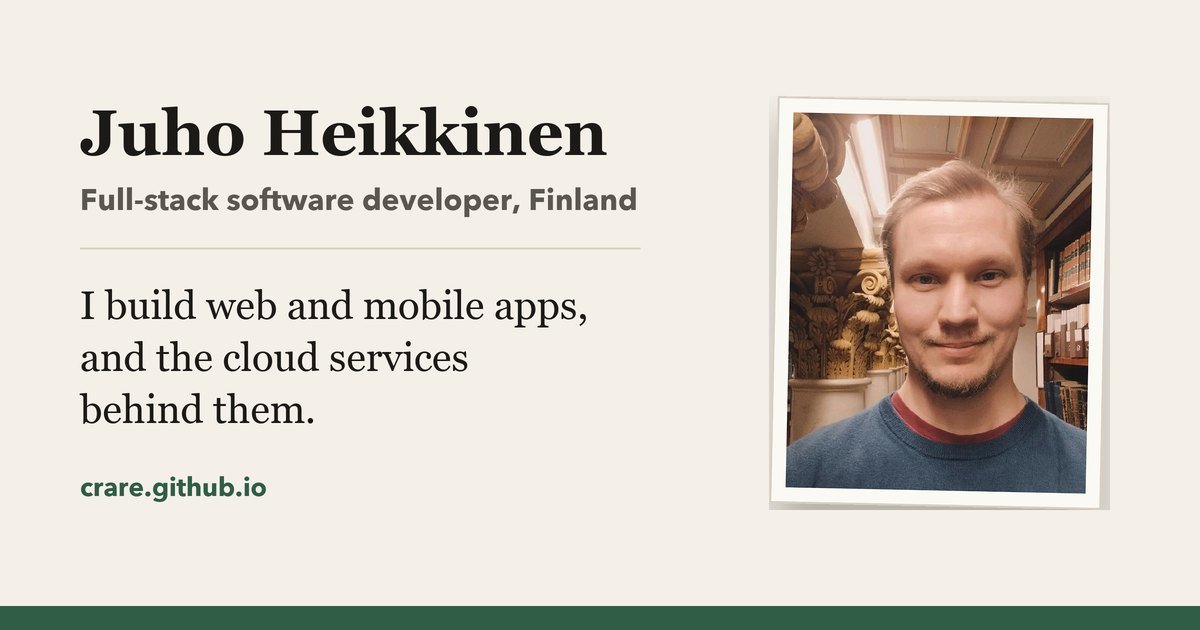 Juho Heikkinen
Full-stack software developer, Finland
I build web and mobile apps,
and the cloud services
behind them.
crare.github.io